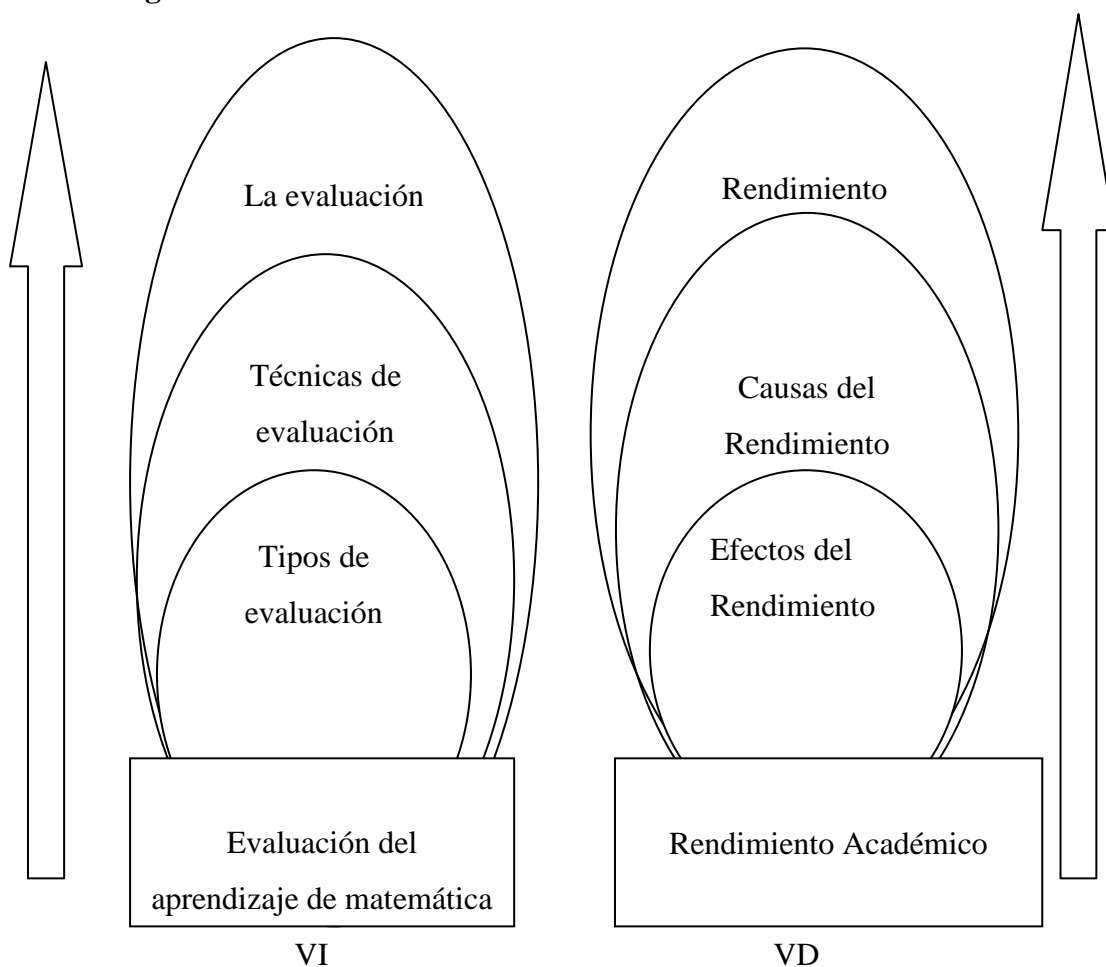 La evaluación
Técnicas de
evaluación
Tipos de
evaluación
Evaluación del
aprendizaje de matemática
VI
Rendimiento
Causas del
Rendimiento
Efectos del
Rendimiento
Rendimiento Académico
VD